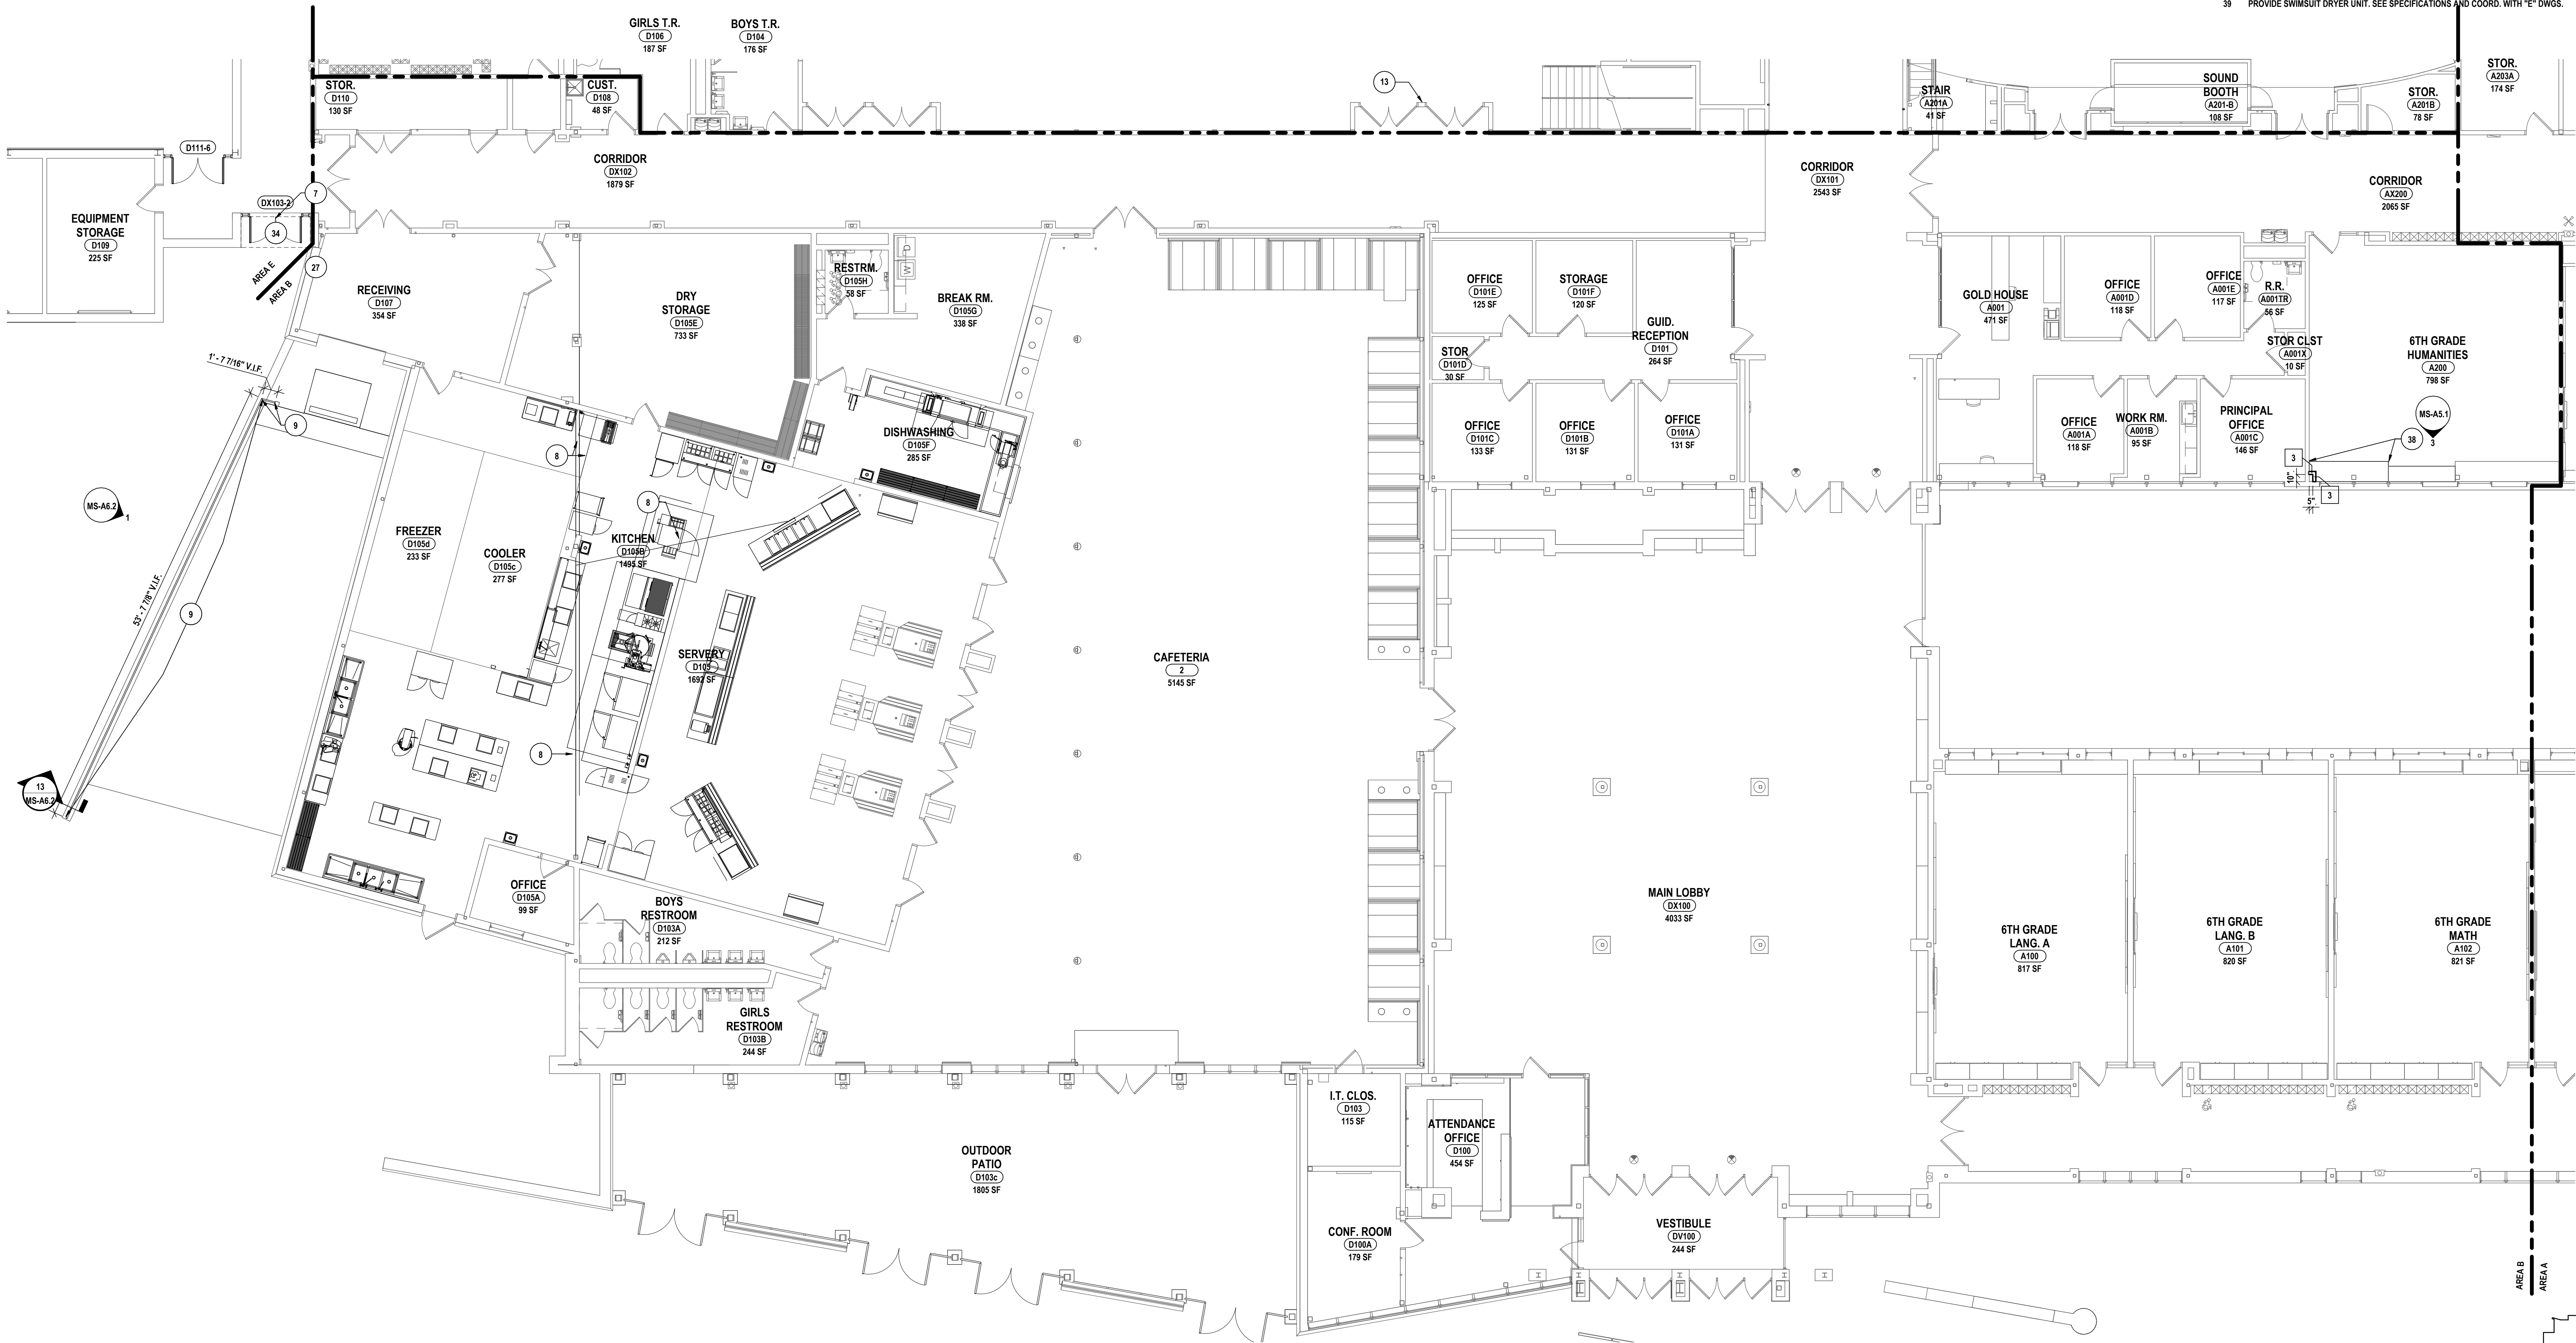 39 PROVIDE SWIMSUIT DRYER UNIT. SEE SPECIFICATIONS AND COORD. WITH "E" DWGS.
GIRLS T.R.
D106
187 SF
BOYS T.R.
D104
176 SF
STOR.
D110
130 SF
CUST.
D108
48 SF
13
STAIR
A201A
41 SF
SOUND
BOOTH
A201-B
108 SF
STOR.
A201B
78 SF
STOR.
A203A
174 SF
D111-6
CORRIDOR
DX102
1879 SF
CORRIDOR
DX101
2543 SF
CORRIDOR
AX200
2065 SF
EQUIPMENT
STORAGE
D109
225 SF
DX103-2
7
34
27
AREA E
AREA B
RECEIVING
D107
354 SF
DRY
STORAGE
D105E
733 SF
RESTRM.
D105H
58 SF
D
W
BREAK RM.
D105G
338 SF
OFFICE
D101E
125 SF
STORAGE
D101F
120 SF
GUID.
RECEPTION
D101
264 SF
STOR
D101D
30 SF
OFFICE
D101C
133 SF
OFFICE
D101B
131 SF
OFFICE
D101A
131 SF
GOLD HOUSE
A001
471 SF
OFFICE
A001D
118 SF
OFFICE
A001E
117 SF
R.R.
A001TR
56 SF
STOR CLST
A001X
10 SF
6TH GRADE
HUMANITIES
A200
798 SF
MS-A5.1
3
38
OFFICE
A001A
118 SF
WORK RM.
A001B
95 SF
PRINCIPAL
OFFICE
A001C
146 SF
3
10"
5"
3
1' - 7 7/16" V.I.F.
9
8
DISHWASHING
D105F
285 SF
MS-A6.2
1
53' - 7 7/8" V.I.F.
9
FREEZER
D105d
233 SF
COOLER
D105c
277 SF
8
KITCHEN
D105B
1495 SF
SERVERY
D105
1692 SF
8
CAFETERIA
2
5145 SF
13
MS-A6.2
OFFICE
D105A
99 SF
BOYS
RESTROOM
D103A
212 SF
GIRLS
RESTROOM
D103B
244 SF
MAIN LOBBY
DX100
4033 SF
6TH GRADE
LANG. A
A100
817 SF
6TH GRADE
LANG. B
A101
820 SF
6TH GRADE
MATH
A102
821 SF
I.T. CLOS.
D103
115 SF
ATTENDANCE
OFFICE
D100
454 SF
OUTDOOR
PATIO
D103c
1805 SF
CONF. ROOM
D100A
179 SF
VESTIBULE
DV100
244 SF
AREA B
AREA A